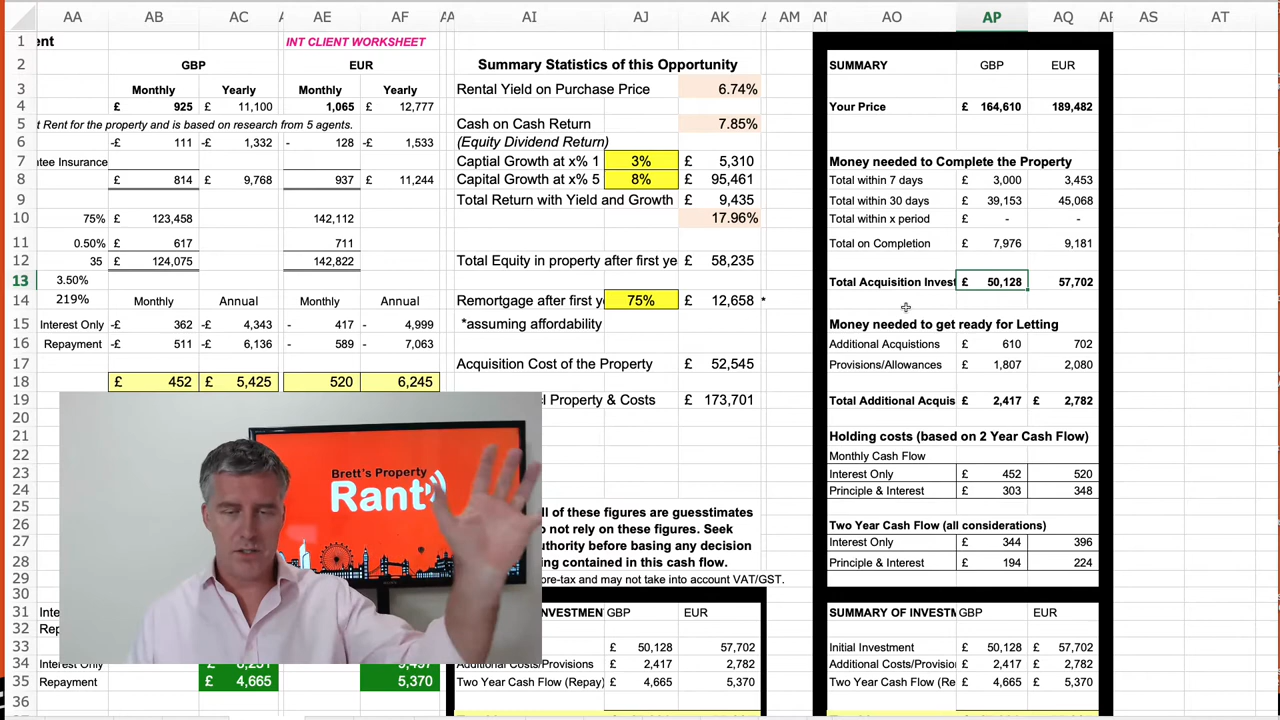 AA AB AC AE AF AI AJ AK AM AO AP AQ AS AT
1 ent INT CLIENT WORKSHEET
2 GBP EUR Summary Statistics of this Opportunity SUMMARY GBP EUR
3 Monthly Yearly Monthly Yearly Rental Yield on Purchase Price 6.74%
4 £ 925 £ 11,100 1,065 £ 12,777 Your Price £ 164,610 189,482
5 t Rent for the property and is based on research from 5 agents. Cash on Cash Return 7.85%
6 -£ 111 -£ 1,332 - 128 -£ 1,533 (Equity Dividend Return)
7 ntee Insurance Captial Growth at x% 1 3% £ 5,310 Money needed to Complete the Property
8 £ 814 £ 9,768 937 £ 11,244 Capital Growth at x% 5 8% £ 95,461 Total within 7 days £ 3,000 3,453
9 Total Return with Yield and Growth £ 9,435 Total within 30 days £ 39,153 45,068
10 75% £ 123,458 142,112 17.96% Total within x period £ - -
11 0.50% £ 617 711 Total on Completion £ 7,976 9,181
12 35 £ 124,075 142,822 Total Equity in property after first ye £ 58,235
13 3.50% Total Acquisition Invest £ 50,128 57,702
14 219% Monthly Annual Monthly Annual Remortgage after first y 75% £ 12,658 *
15 Interest Only -£ 362 -£ 4,343 - 417 - 4,999 *assuming affordability Money needed to get ready for Letting
16 Repayment -£ 511 -£ 6,136 - 589 - 7,063 Additional Acquistions £ 610 702
17 Acquisition Cost of the Property £ 52,545 Provisions/Allowances £ 1,807 2,080
18 £ 452 £ 5,425 520 6,245
19 l Property & Costs £ 173,701 Total Additional Acquis £ 2,417 £ 2,782
20
21 Holding costs (based on 2 Year Cash Flow)
22 Monthly Cash Flow
23 Interest Only £ 452 520
24 Principle & Interest £ 303 348
25 ll of these figures are guesstimates
26 o not rely on these figures. Seek Two Year Cash Flow (all considerations)
27 uthority before basing any decision Interest Only £ 344 396
28 ng contained in this cash flow. Principle & Interest £ 194 224
29 ore-tax and may not take into account VAT/GST.
30
31 Inte NVESTMEN GBP EUR SUMMARY OF INVESTM GBP EUR
32 Rep
33 £ 50,128 57,702 Initial Investment £ 50,128 £ 57,702
34 Interest Only Additional Costs/Provisions £ 2,417 2,782 Additional Costs/Provisio £ 2,417 £ 2,782
35 Repayment £ 4,665 5,370 Two Year Cash Flow (Repay) £ 4,665 5,370 Two Year Cash Flow (Re £ 4,665 £ 5,370
36
Brett's Property
Rant